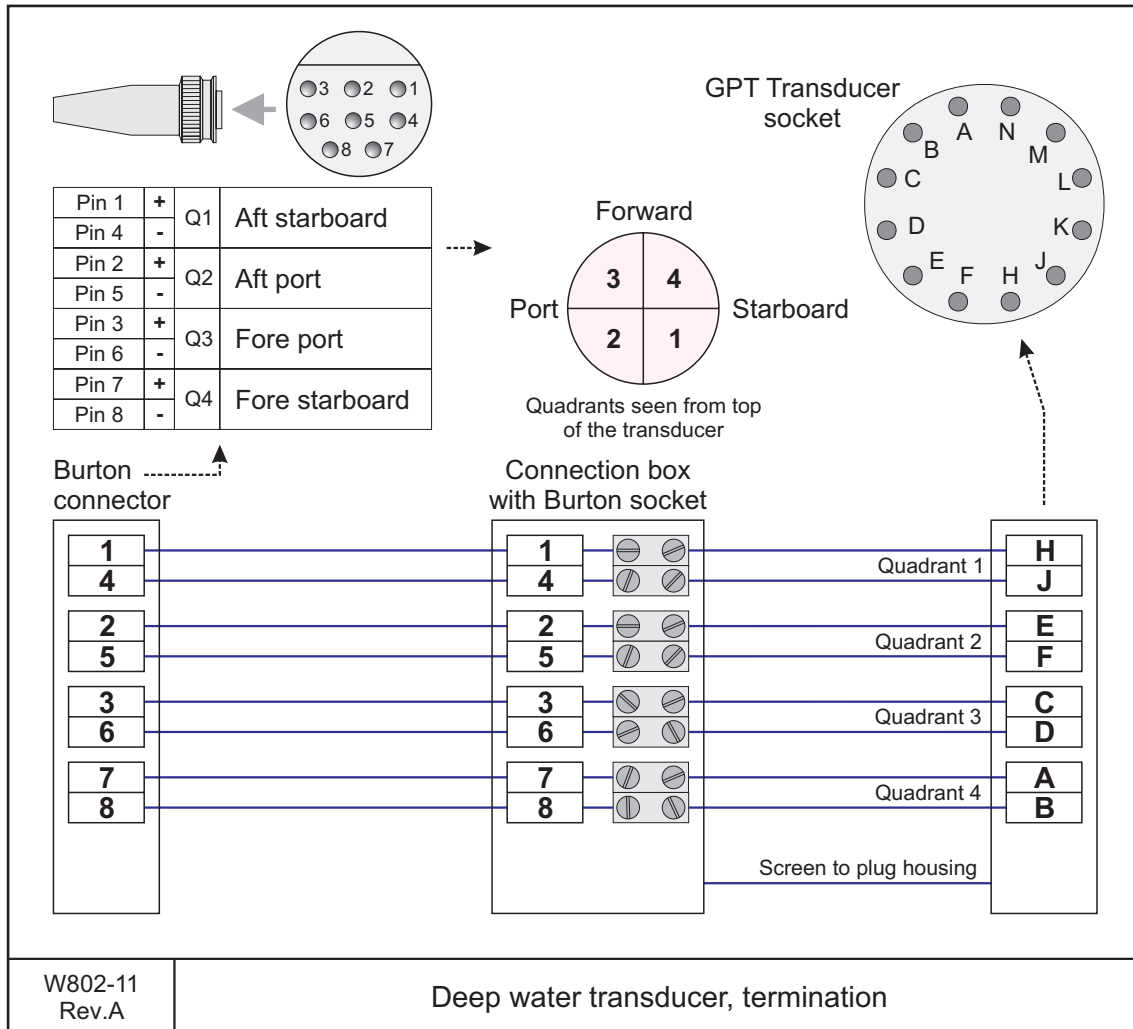 3 2 1
6 5 4
8 7
GPT Transducer
socket
A N
B M
C L
D K
E J
F H
Pin 1 + Q1 Aft starboard
Pin 4 -
Pin 2 + Q2 Aft port
Pin 5 -
Pin 3 + Q3 Fore port
Pin 6 -
Pin 7 + Q4 Fore starboard
Pin 8 -
Forward
3 4
Port Starboard
2 1
Quadrants seen from top
of the transducer
Burton
connector
Connection box
with Burton socket
1 1 Quadrant 1 H
4 4 J
2 2 Quadrant 2 E
5 5 F
3 3 Quadrant 3 C
6 6 D
7 7 Quadrant 4 A
8 8 B
Screen to plug housing
W802-11
Rev.A
Deep water transducer, termination